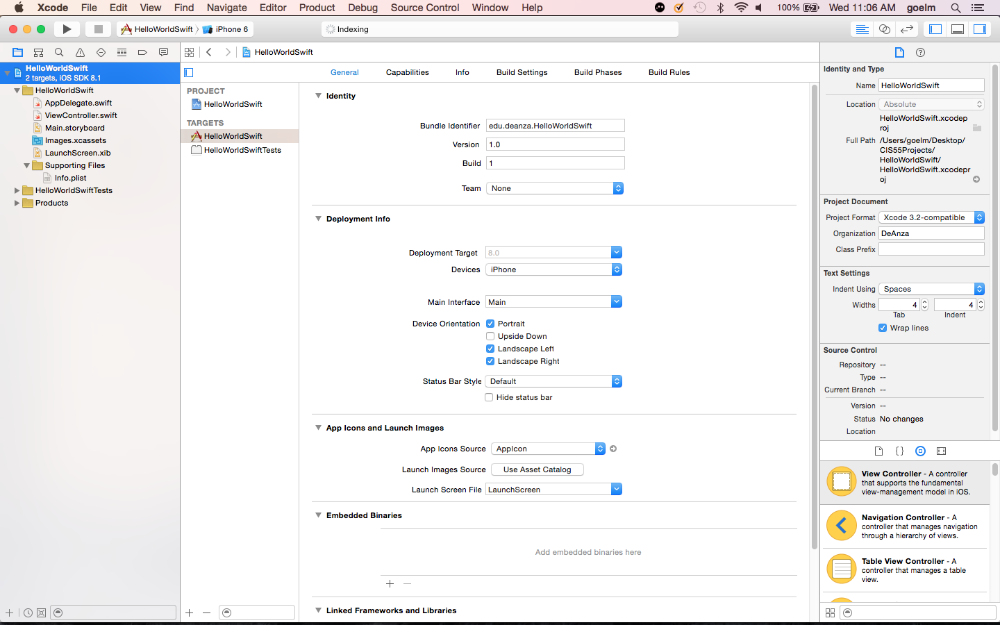 Xcode File Edit View Find Navigate Editor Product Debug Source Control Window Help 100% Wed 11:06 AM goelm
HelloWorldSwift iPhone 6 Indexing
HelloWorldSwift
HelloWorldSwift
2 targets, iOS SDK 8.1
HelloWorldSwift
AppDelegate.swift
ViewController.swift
Main.storyboard
Images.xcassets
LaunchScreen.xib
Supporting Files
Info.plist
HelloWorldSwiftTests
Products
General Capabilities Info Build Settings Build Phases Build Rules
PROJECT
HelloWorldSwift
TARGETS
HelloWorldSwift
HelloWorldSwiftTests
Identity
Bundle Identifier edu.deanza.HelloWorldSwift
Version 1.0
Build 1
Team None
Deployment Info
Deployment Target 8.0
Devices iPhone
Main Interface Main
Device Orientation Portrait
Upside Down
Landscape Left
Landscape Right
Status Bar Style Default
Hide status bar
App Icons and Launch Images
App Icons Source AppIcon
Launch Images Source Use Asset Catalog
Launch Screen File LaunchScreen
Embedded Binaries
Add embedded binaries here
Linked Frameworks and Libraries
Identity and Type
Name HelloWorldSwift
Location Absolute
HelloWorldSwift.xcodep
roj
Full Path /Users/goelm/Desktop/
CIS55Projects/
HelloWorldSwift/
HelloWorldSwift.xcodepr
oj
Project Document
Project Format Xcode 3.2-compatible
Organization DeAnza
Class Prefix
Text Settings
Indent Using Spaces
Widths 4 4
Tab Indent
Wrap lines
Source Control
Repository --
Type --
Current Branch --
Version --
Status No changes
Location
View Controller - A controller
that supports the fundamental
view-management model in iOS.
Navigation Controller - A
controller that manages navigation
through a hierarchy of views.
Table View Controller - A
controller that manages a table
view.